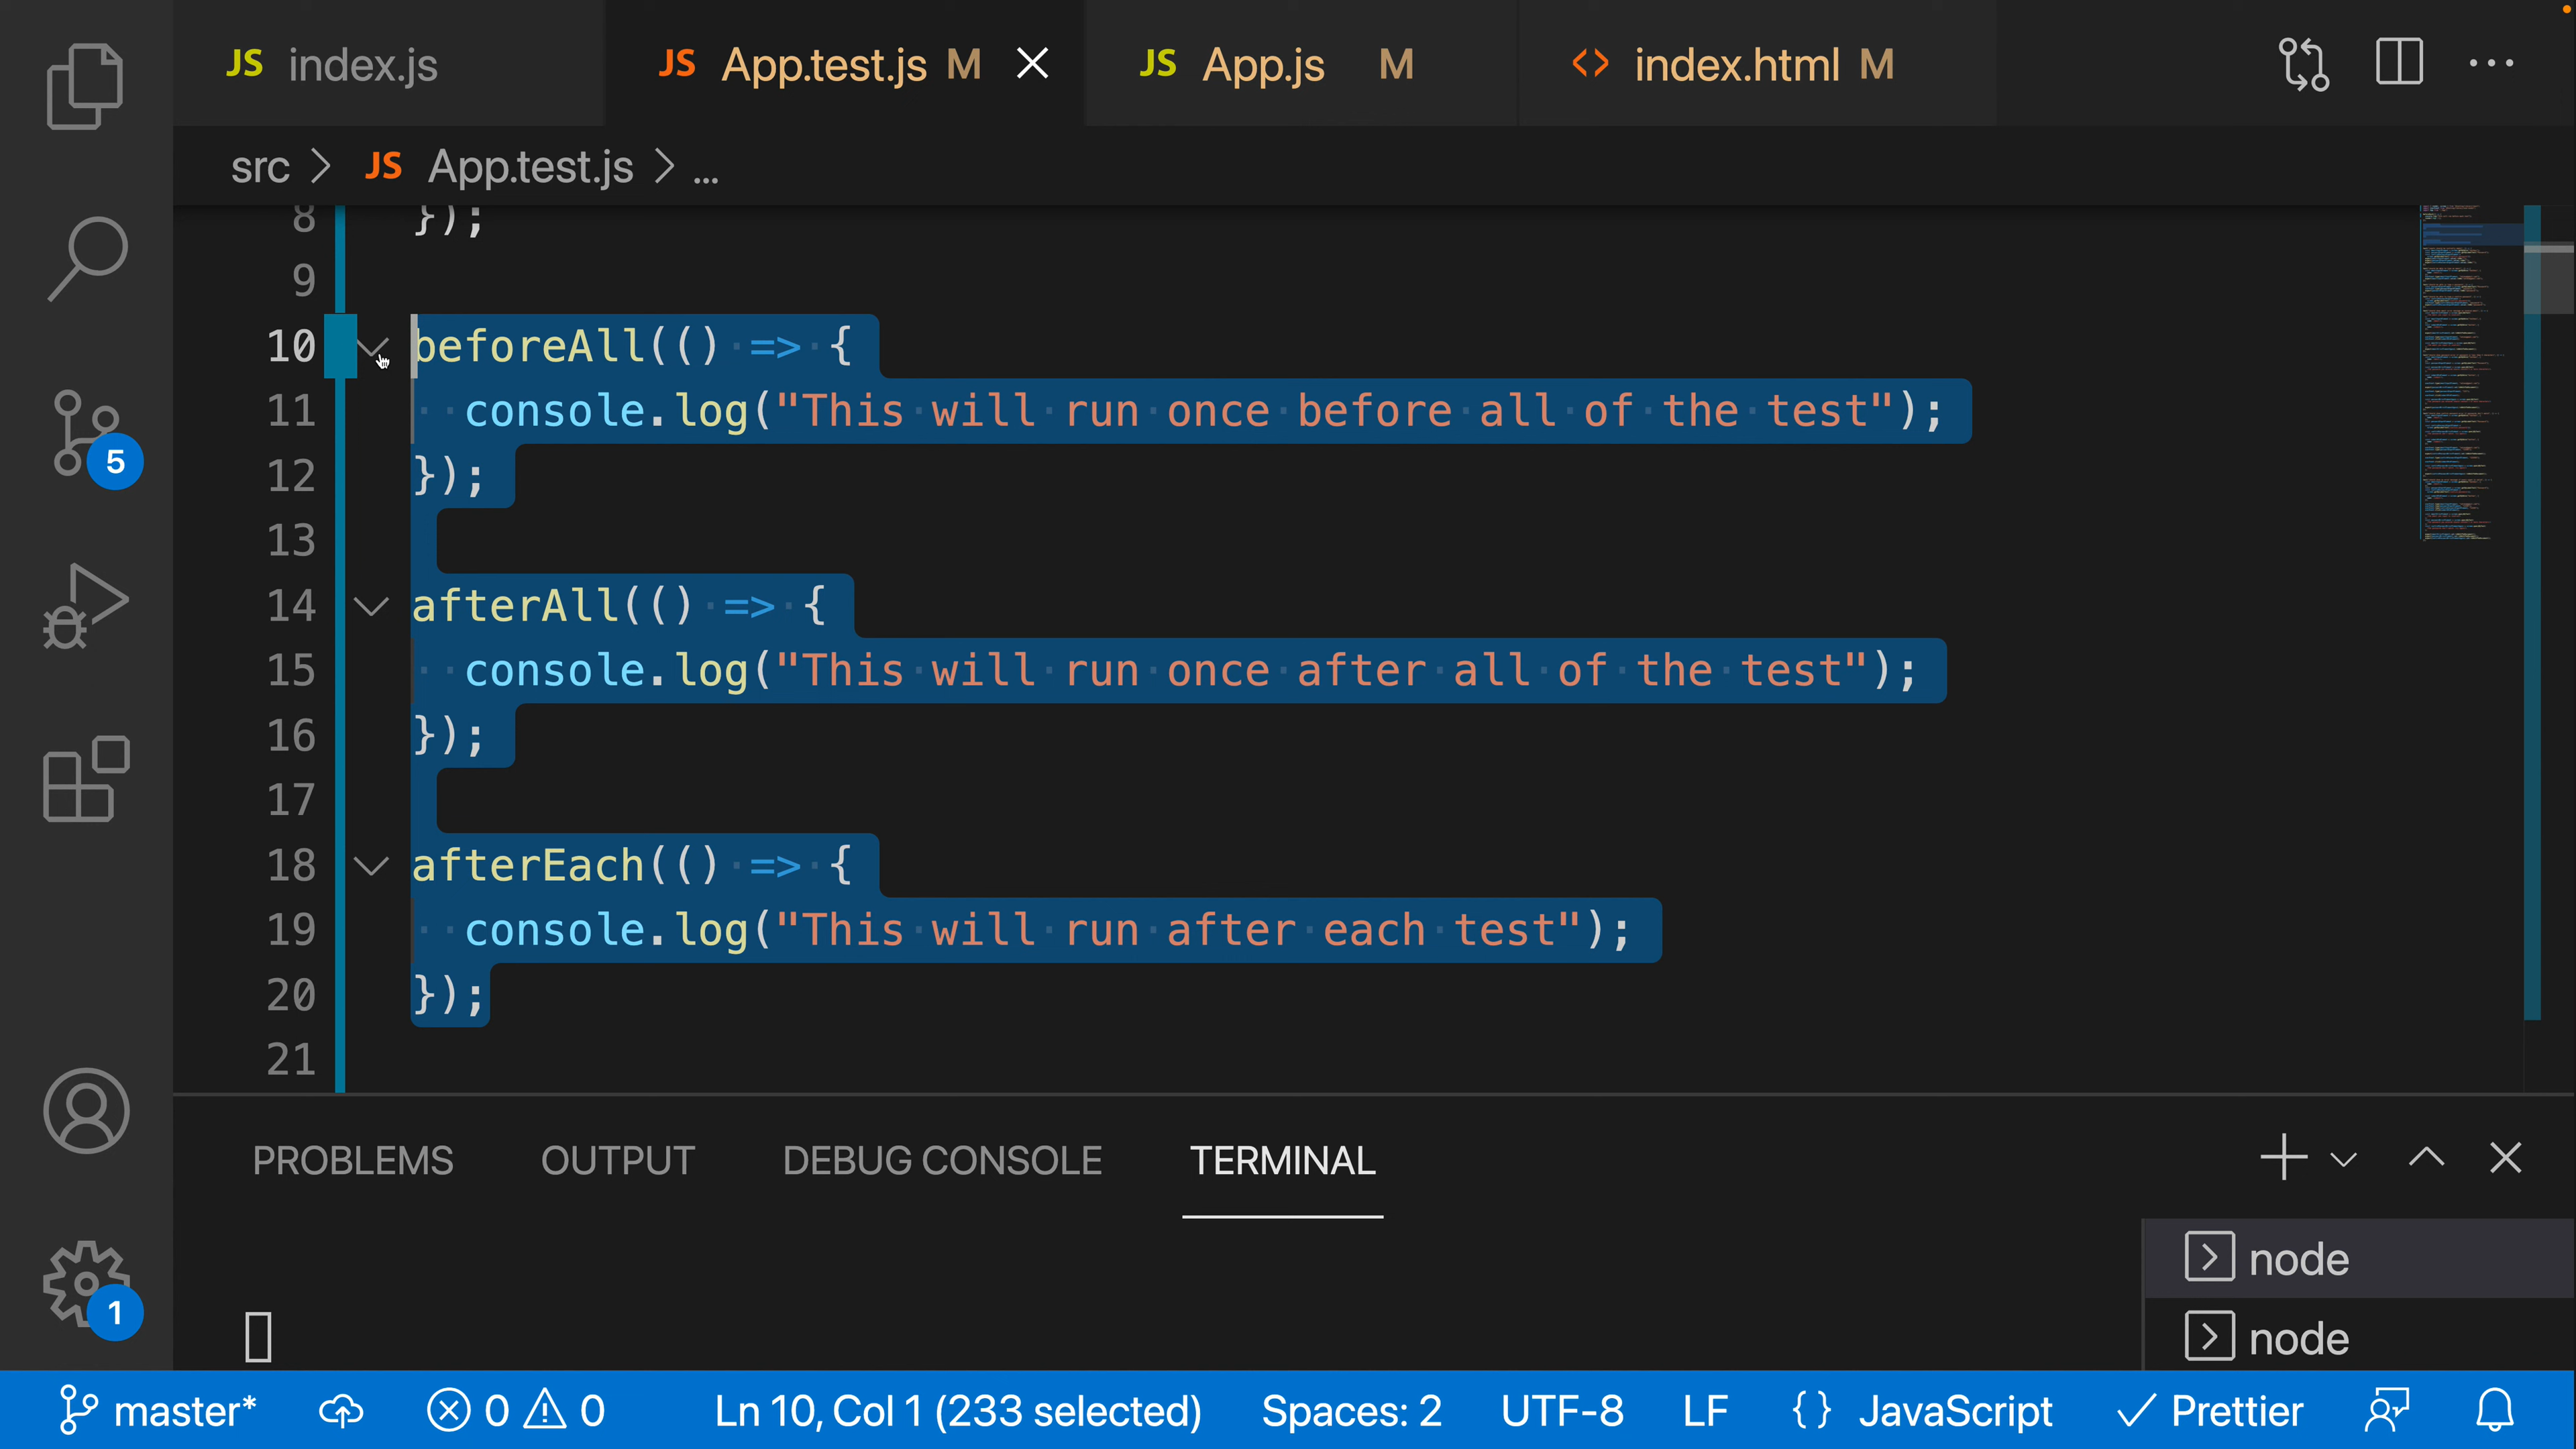 JS index.js
JS App.test.js M
JS App.js M
<> index.html M
src > JS App.test.js > ...
8 });
9
10 beforeAll(() => {
11 console.log("This will run once before all of the test");
12 });
13
14 afterAll(() => {
15 console.log("This will run once after all of the test");
16 });
17
18 afterEach(() => {
19 console.log("This will run after each test");
20 });
21
5
1
PROBLEMS OUTPUT DEBUG CONSOLE TERMINAL
node
node
master* 0 0 Ln 10, Col 1 (233 selected) Spaces: 2 UTF-8 LF {} JavaScript Prettier